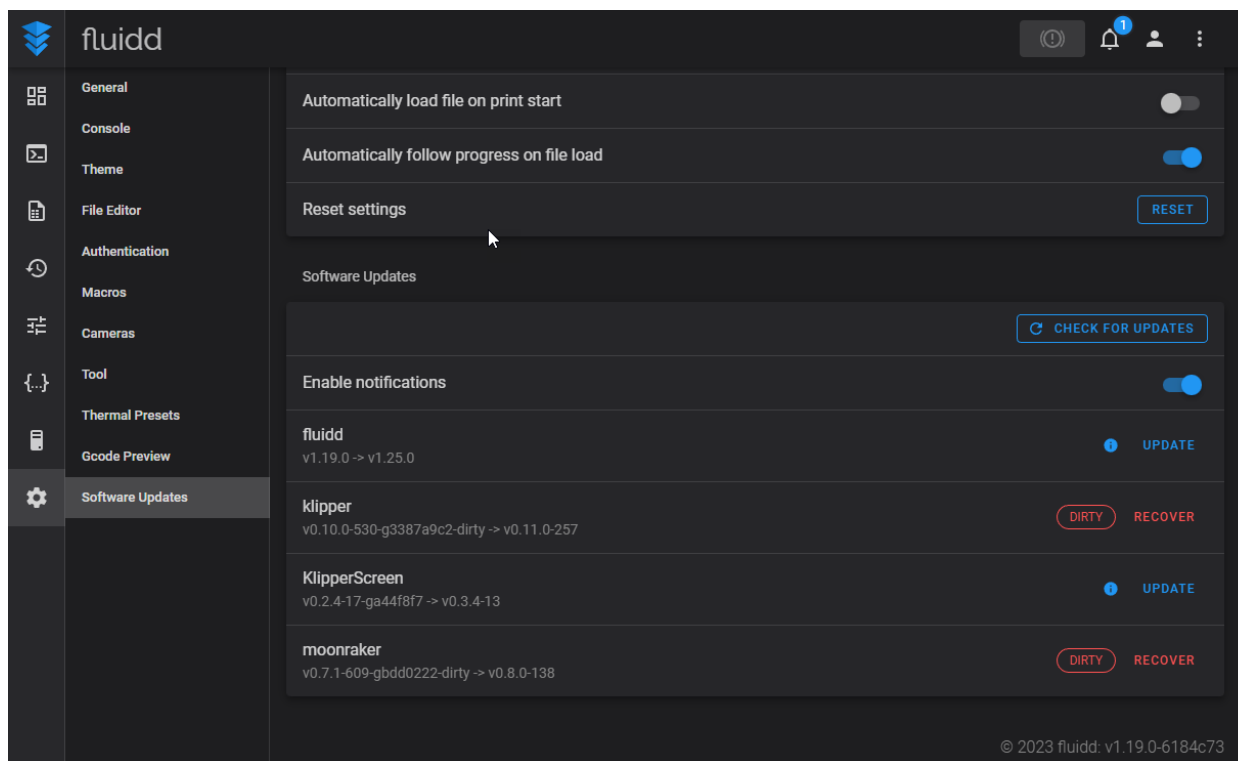 fluidd
1
General
Console
Theme
File Editor
Authentication
Macros
Cameras
Tool
Thermal Presets
Gcode Preview
Software Updates
{...}
Automatically load file on print start
Automatically follow progress on file load
Reset settings
RESET
Software Updates
CHECK FOR UPDATES
Enable notifications
fluidd
v1.19.0 -> v1.25.0
UPDATE
klipper
v0.10.0-530-g3387a9c2-dirty -> v0.11.0-257
DIRTY
RECOVER
KlipperScreen
v0.2.4-17-ga44f8f7 -> v0.3.4-13
UPDATE
moonraker
v0.7.1-609-gbdd0222-dirty -> v0.8.0-138
DIRTY
RECOVER
© 2023 fluidd: v1.19.0-6184c73